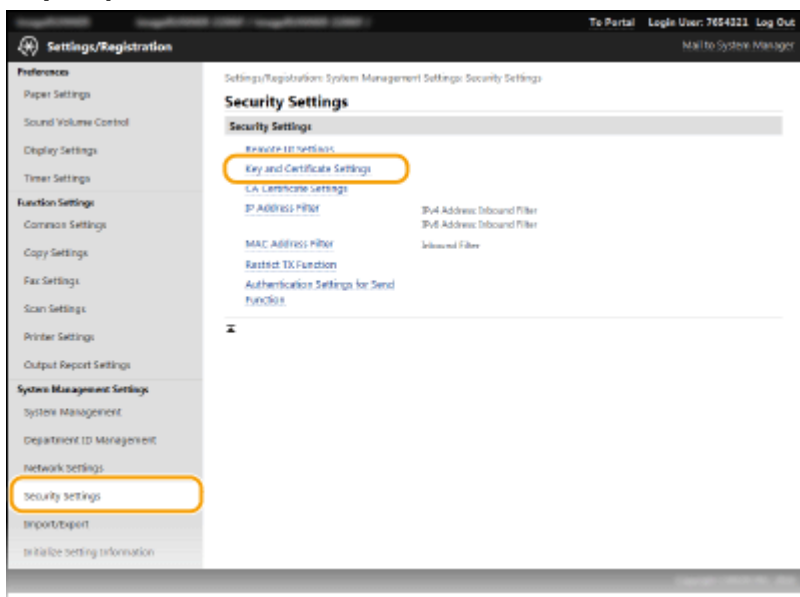 To Portal Login User: 7654321 Log Out
Settings/Registration
Mail to System Manager
Preferences
Paper Settings
Sound Volume Control
Display Settings
Timer Settings
Function Settings
Common Settings
Copy Settings
Fax Settings
Scan Settings
Printer Settings
Output Report Settings
System Management Settings
System Management
Department ID Management
Network Settings
Security Settings
Import/Export
Initialize Setting Information
Settings/Registration: System Management Settings: Security Settings
Security Settings
Security Settings
Remote UI Settings
Key and Certificate Settings
CA Certificate Settings
IP Address Filter
IPv4 Address: Inbound Filter
IPv6 Address: Inbound Filter
MAC Address Filter
Inbound Filter
Restrict TX Function
Authentication Settings for Send
Function